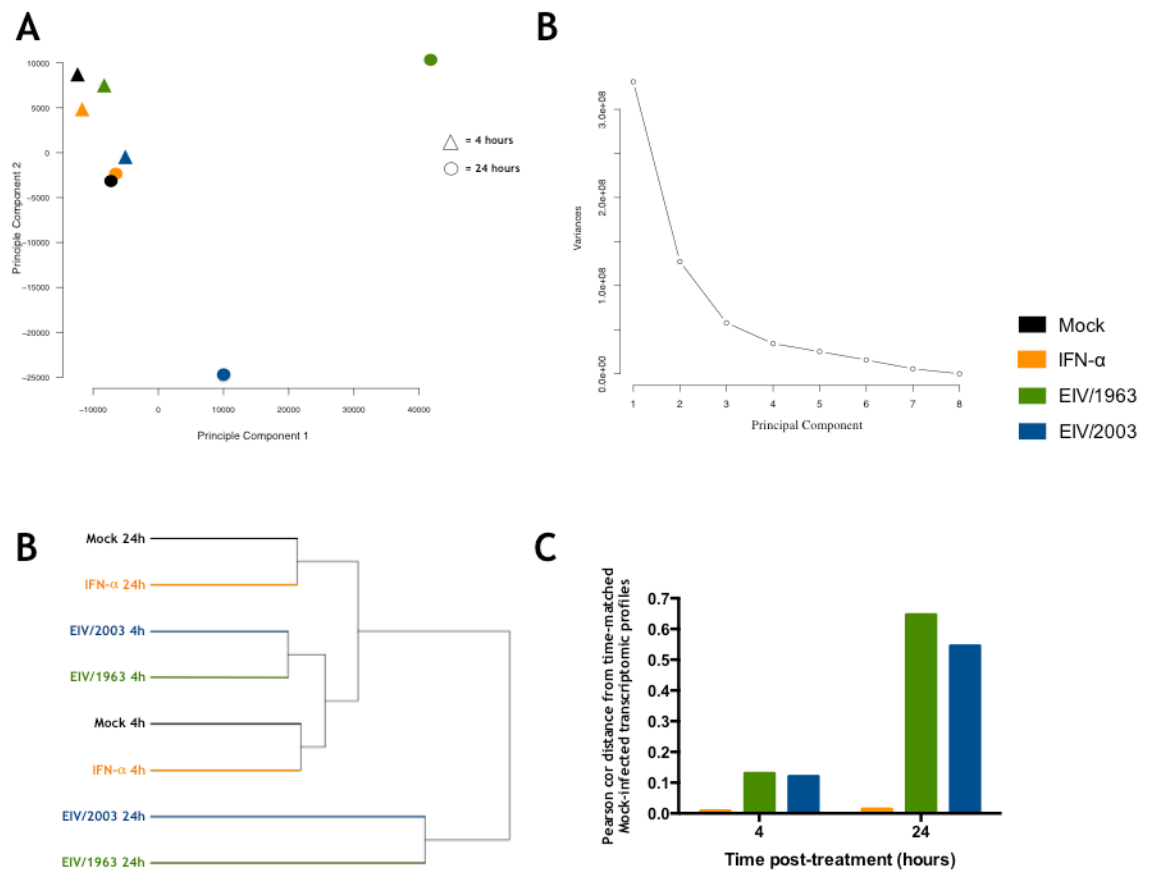 A
10000
5000
0
−5000
−10000
−15000
−20000
−25000
Principle Component 2
−10000
0
10000
20000
30000
40000
Principle Component 1
= 4 hours
= 24 hours
B
3.0e+08
2.0e+08
1.0e+08
0.0e+00
Variances
1
2
3
4
5
6
7
8
Principal Component
Mock
IFN-α
EIV/1963
EIV/2003
B
Mock 24h
IFN-α 24h
EIV/2003 4h
EIV/1963 4h
Mock 4h
IFN-α 4h
EIV/2003 24h
EIV/1963 24h
C
Pearson cor distance from time-matched
Mock-infected transcriptomic profiles
0.7
0.6
0.5
0.4
0.3
0.2
0.1
0.0
4
24
Time post-treatment (hours)